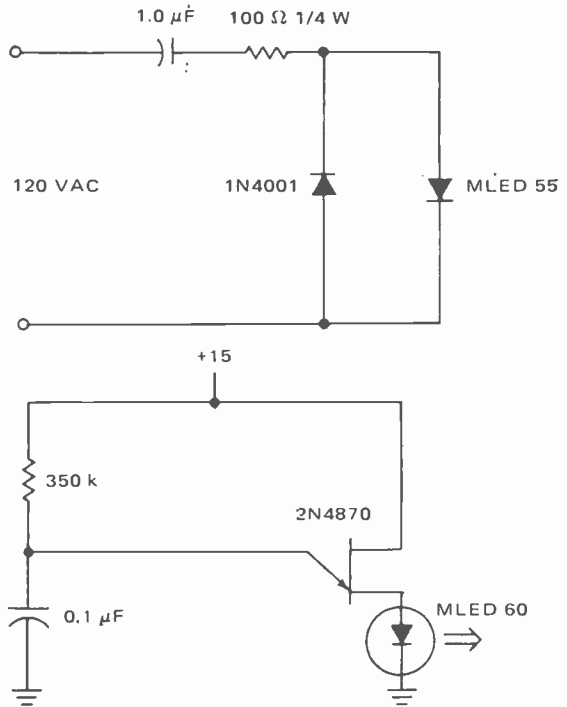 1.0 μF
100 Ω 1/4 W
120 VAC
1N4001
MLED 55
+15
350 k
2N4870
0.1 μF
MLED 60